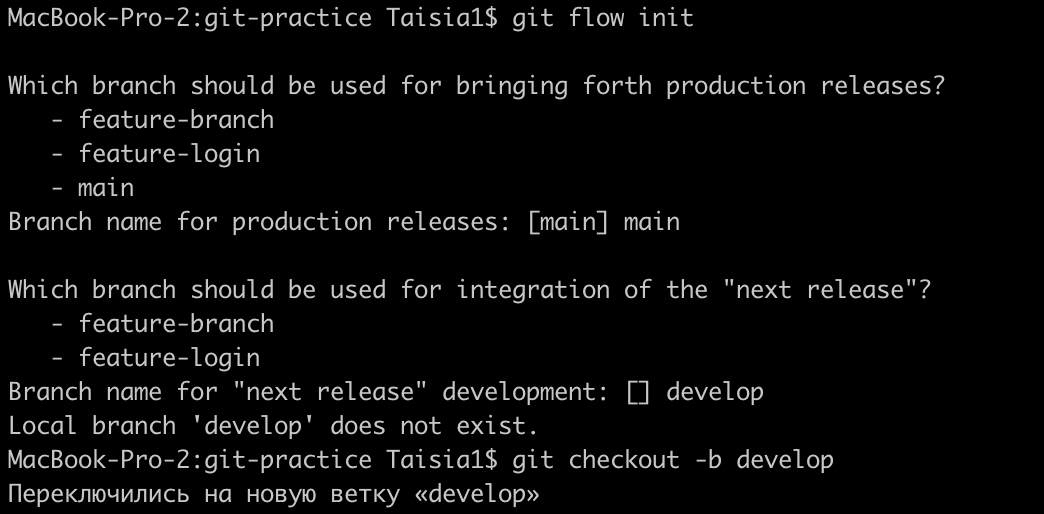 MacBook-Pro-2:git-practice Taisia1$ git flow init
Which branch should be used for bringing forth production releases?
- feature-branch
- feature-login
- main
Branch name for production releases: [main] main
Which branch should be used for integration of the "next release"?
- feature-branch
- feature-login
Branch name for "next release" development: [] develop
Local branch 'develop' does not exist.
MacBook-Pro-2:git-practice Taisia1$ git checkout -b develop
Переключились на новую ветку «develop»